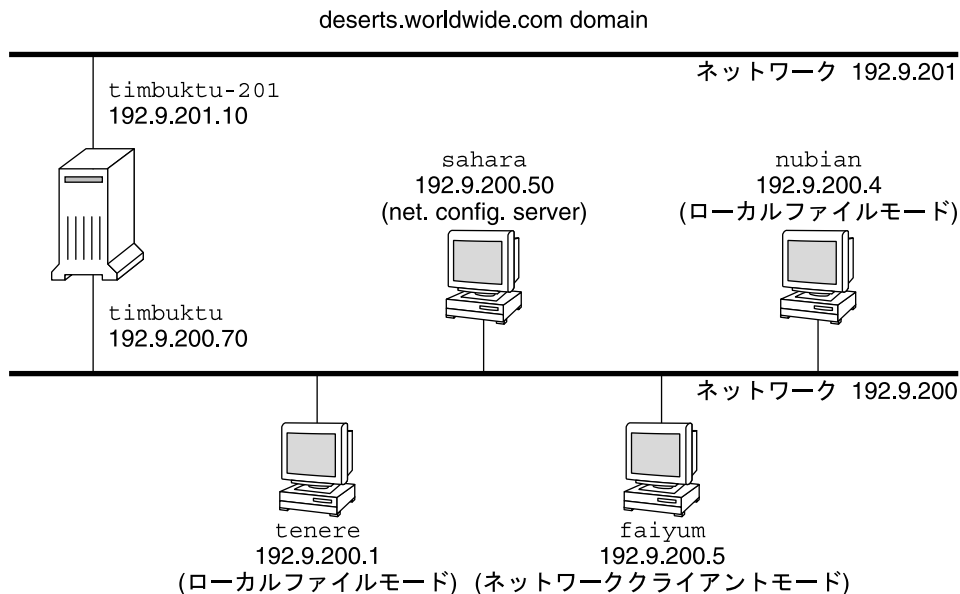 deserts.worldwide.com domain
ネットワーク 192.9.201
timbuktu-201
192.9.201.10
sahara
192.9.200.50
(net. config. server)
nubian
192.9.200.4
(ローカルファイルモード)
timbuktu
192.9.200.70
ネットワーク 192.9.200
tenere
192.9.200.1
(ローカルファイルモード)
faiyum
192.9.200.5
(ネットワーククライアントモード)